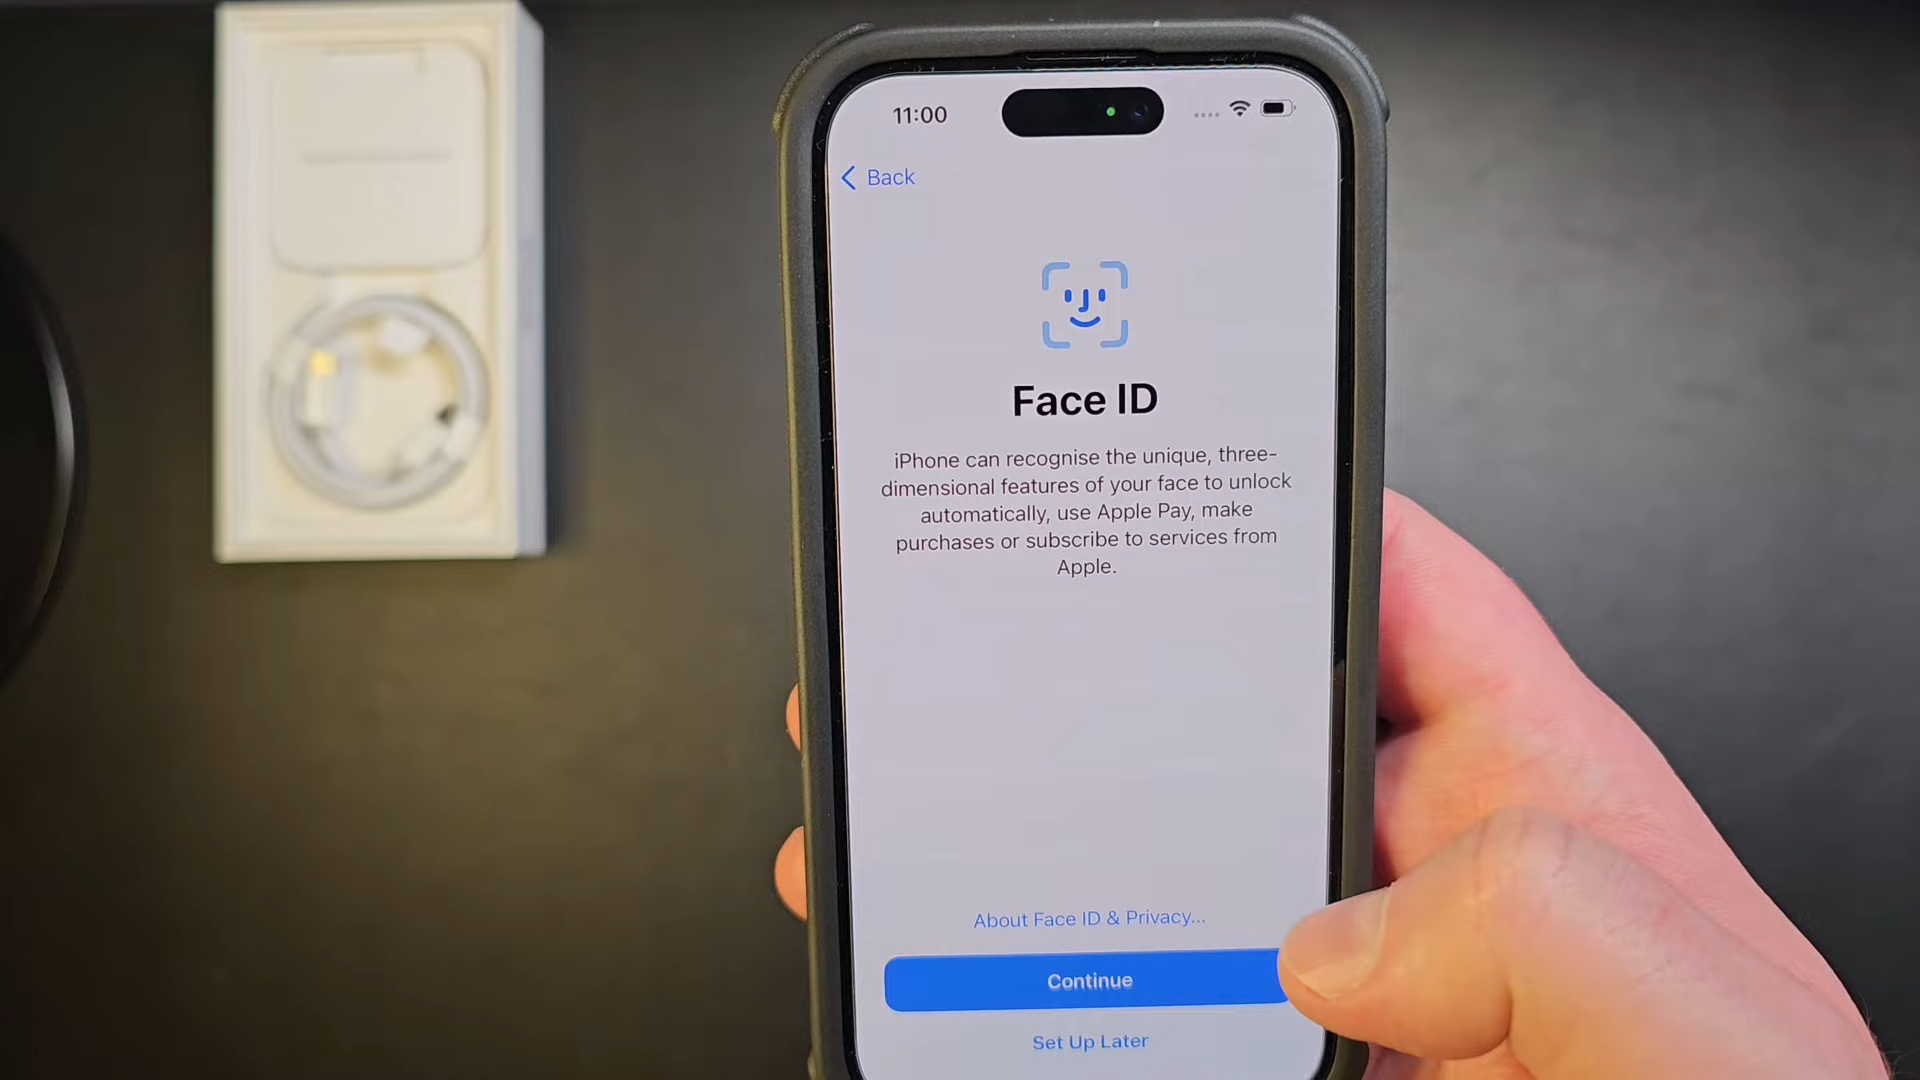 11:00
Back
Face ID
iPhone can recognise the unique, three-
dimensional features of your face to unlock
automatically, use Apple Pay, make
purchases or subscribe to services from
Apple.
About Face ID & Privacy...
Continue
Set Up Later